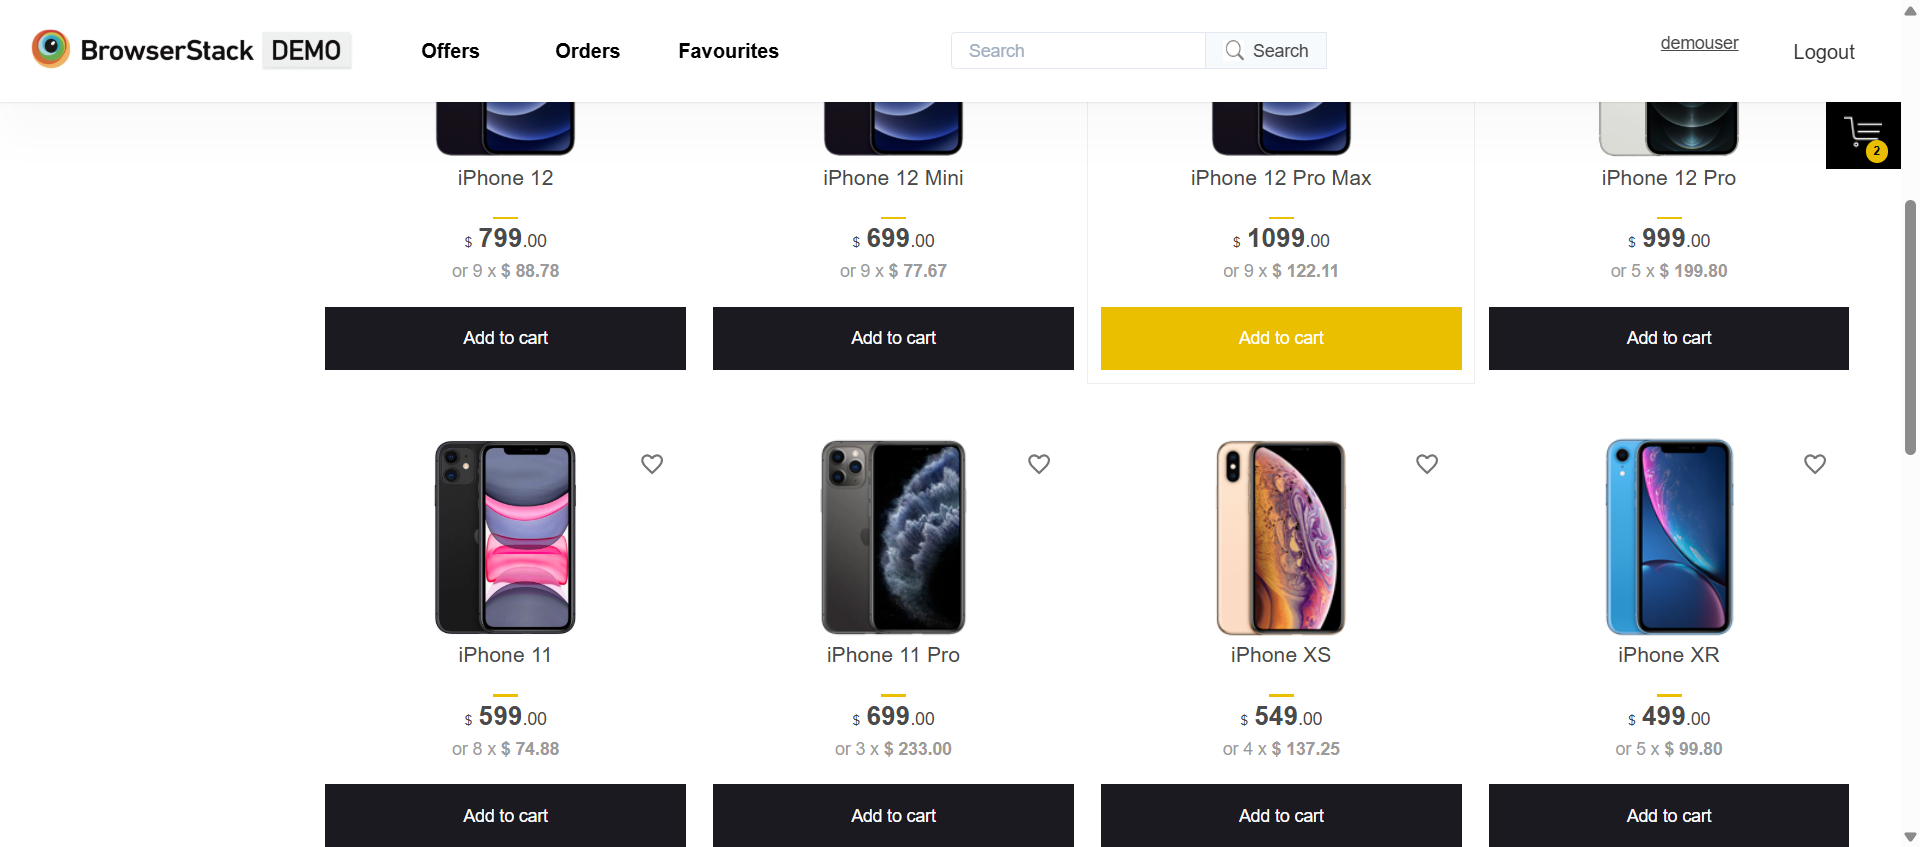 BrowserStack DEMO Offers Orders Favourites Search Search demouser Logout
2
iPhone 12 iPhone 12 Mini iPhone 12 Pro Max iPhone 12 Pro
$ 799.00 $ 699.00 $ 1099.00 $ 999.00
or 9 x $ 88.78 or 9 x $ 77.67 or 9 x $ 122.11 or 5 x $ 199.80
Add to cart Add to cart Add to cart Add to cart
iPhone 11 iPhone 11 Pro iPhone XS iPhone XR
$ 599.00 $ 699.00 $ 549.00 $ 499.00
or 8 x $ 74.88 or 3 x $ 233.00 or 4 x $ 137.25 or 5 x $ 99.80
Add to cart Add to cart Add to cart Add to cart